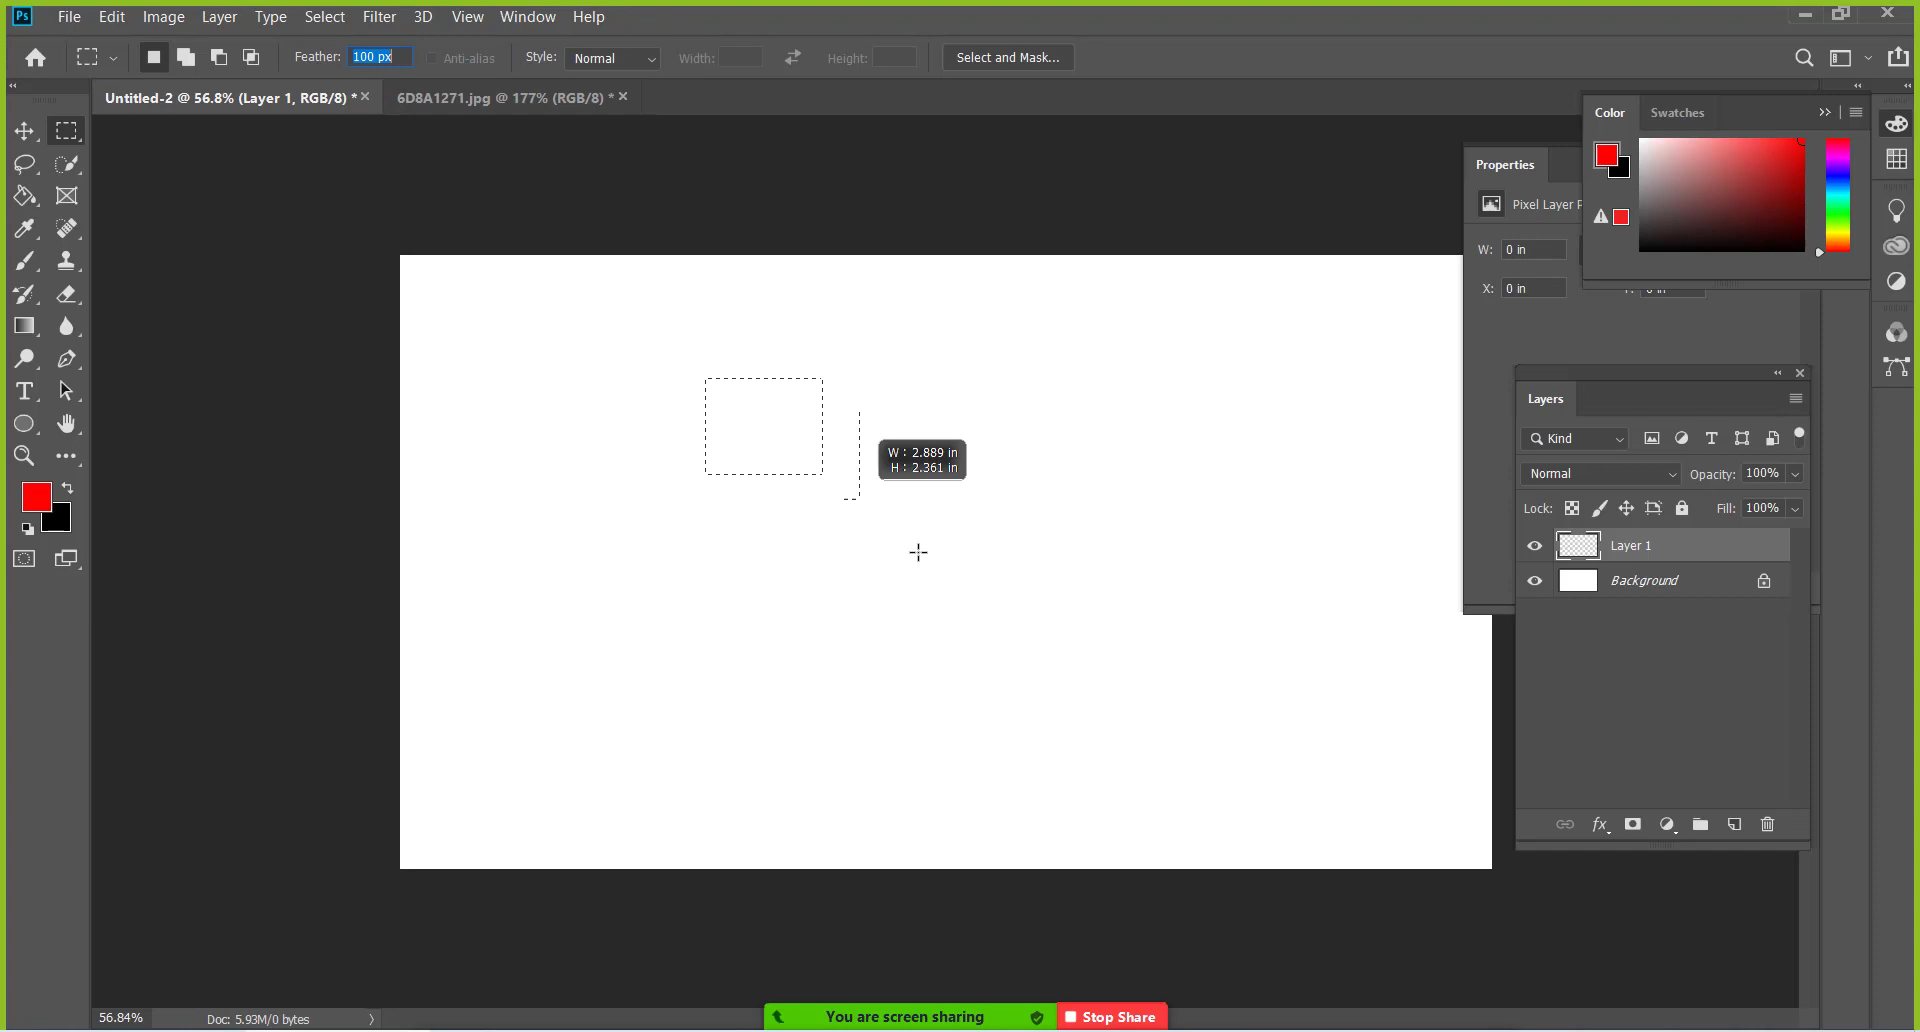 Ps File Edit Image Layer Type Select Filter 3D View Window Help
Feather: 100 px Anti-alias Style: Normal Width: Height: Select and Mask...
Untitled-2 @ 56.8% (Layer 1, RGB/8) * 6D8A1271.jpg @ 177% (RGB/8) *
Color Swatches
Properties
Pixel Layer P
W: 0 in
X: 0 in
Layers
Kind
Normal Opacity: 100%
Lock: Fill: 100%
Layer 1
Background
fx
W : 2.889 in
H : 2.361 in
T
56.84% Doc: 5.93M/0 bytes
You are screen sharing Stop Share